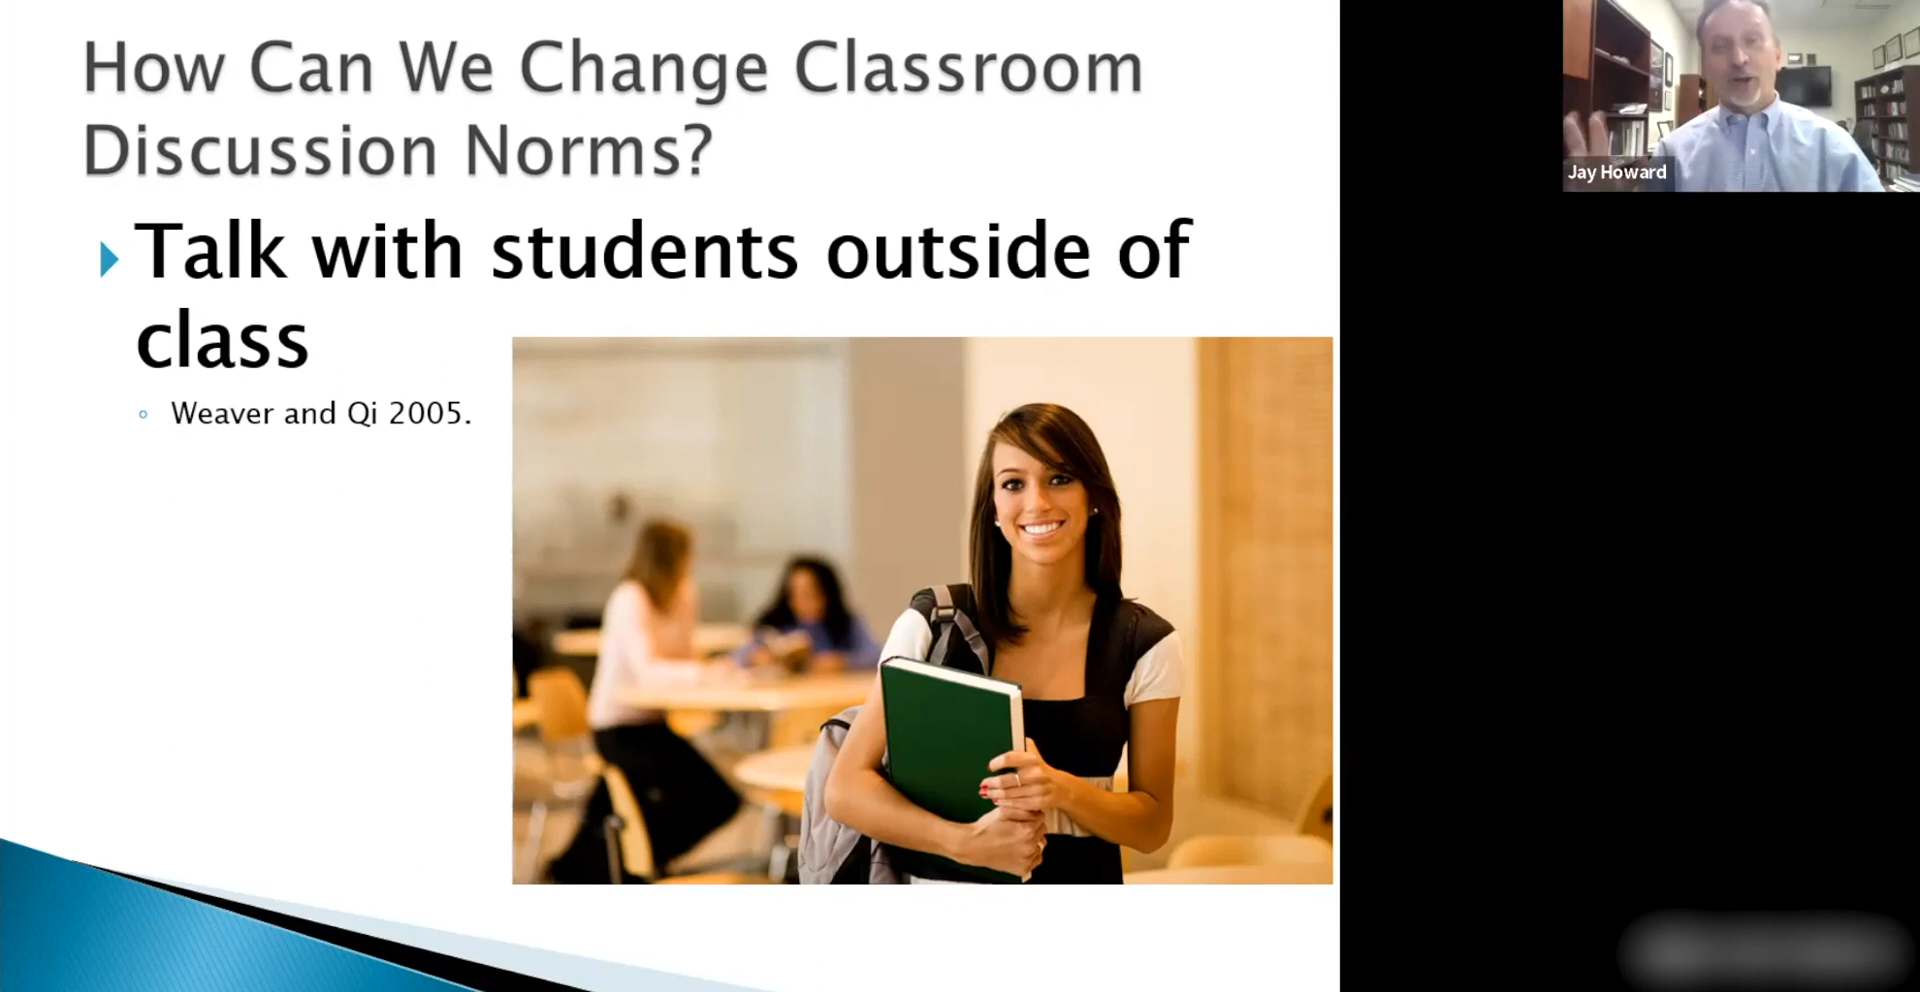 How Can We Change Classroom
Discussion Norms?
Talk with students outside of
class
Weaver and Qi 2005.
Jay Howard